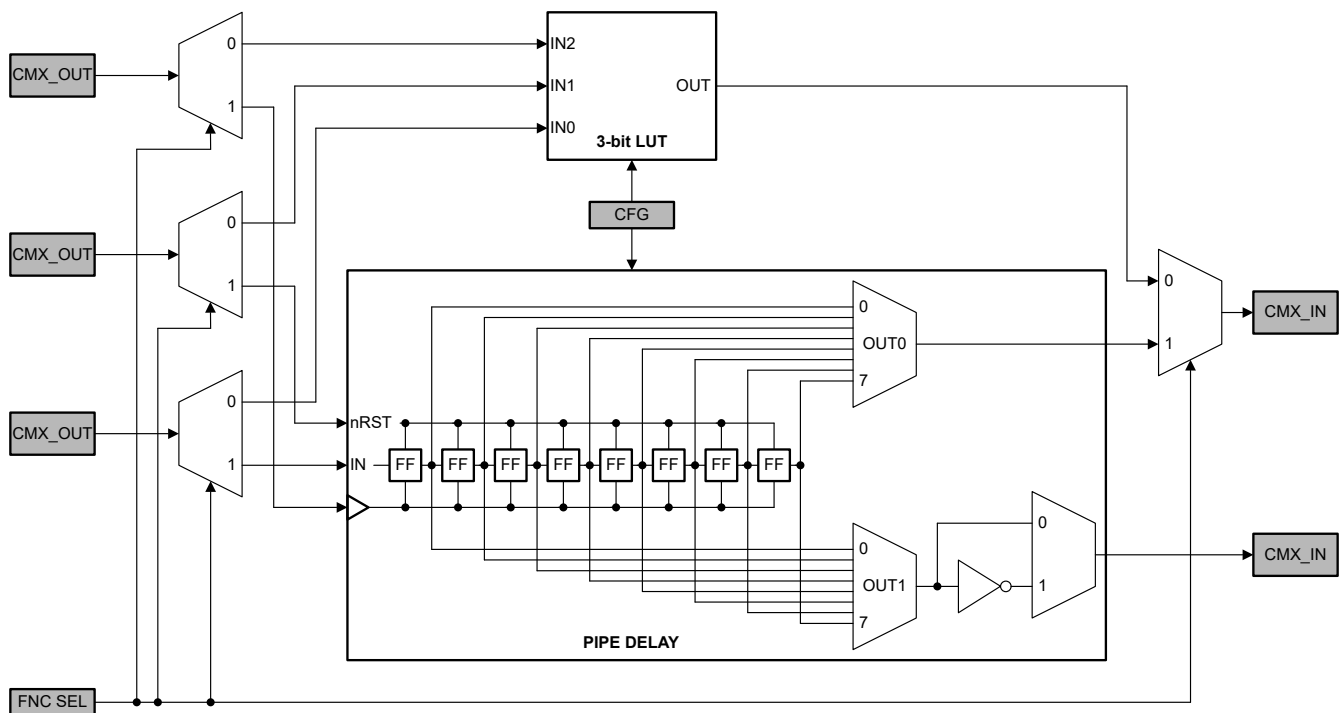 0
IN2
CMX_OUT
1
IN1
OUT
IN0
3-bit LUT
CFG
0
CMX_OUT
1
0
CMX_IN
1
0
OUT0
7
0
CMX_OUT
1
nRST
IN
FF FF FF FF FF FF FF FF
0
OUT1
7
0
1
CMX_IN
PIPE DELAY
FNC SEL